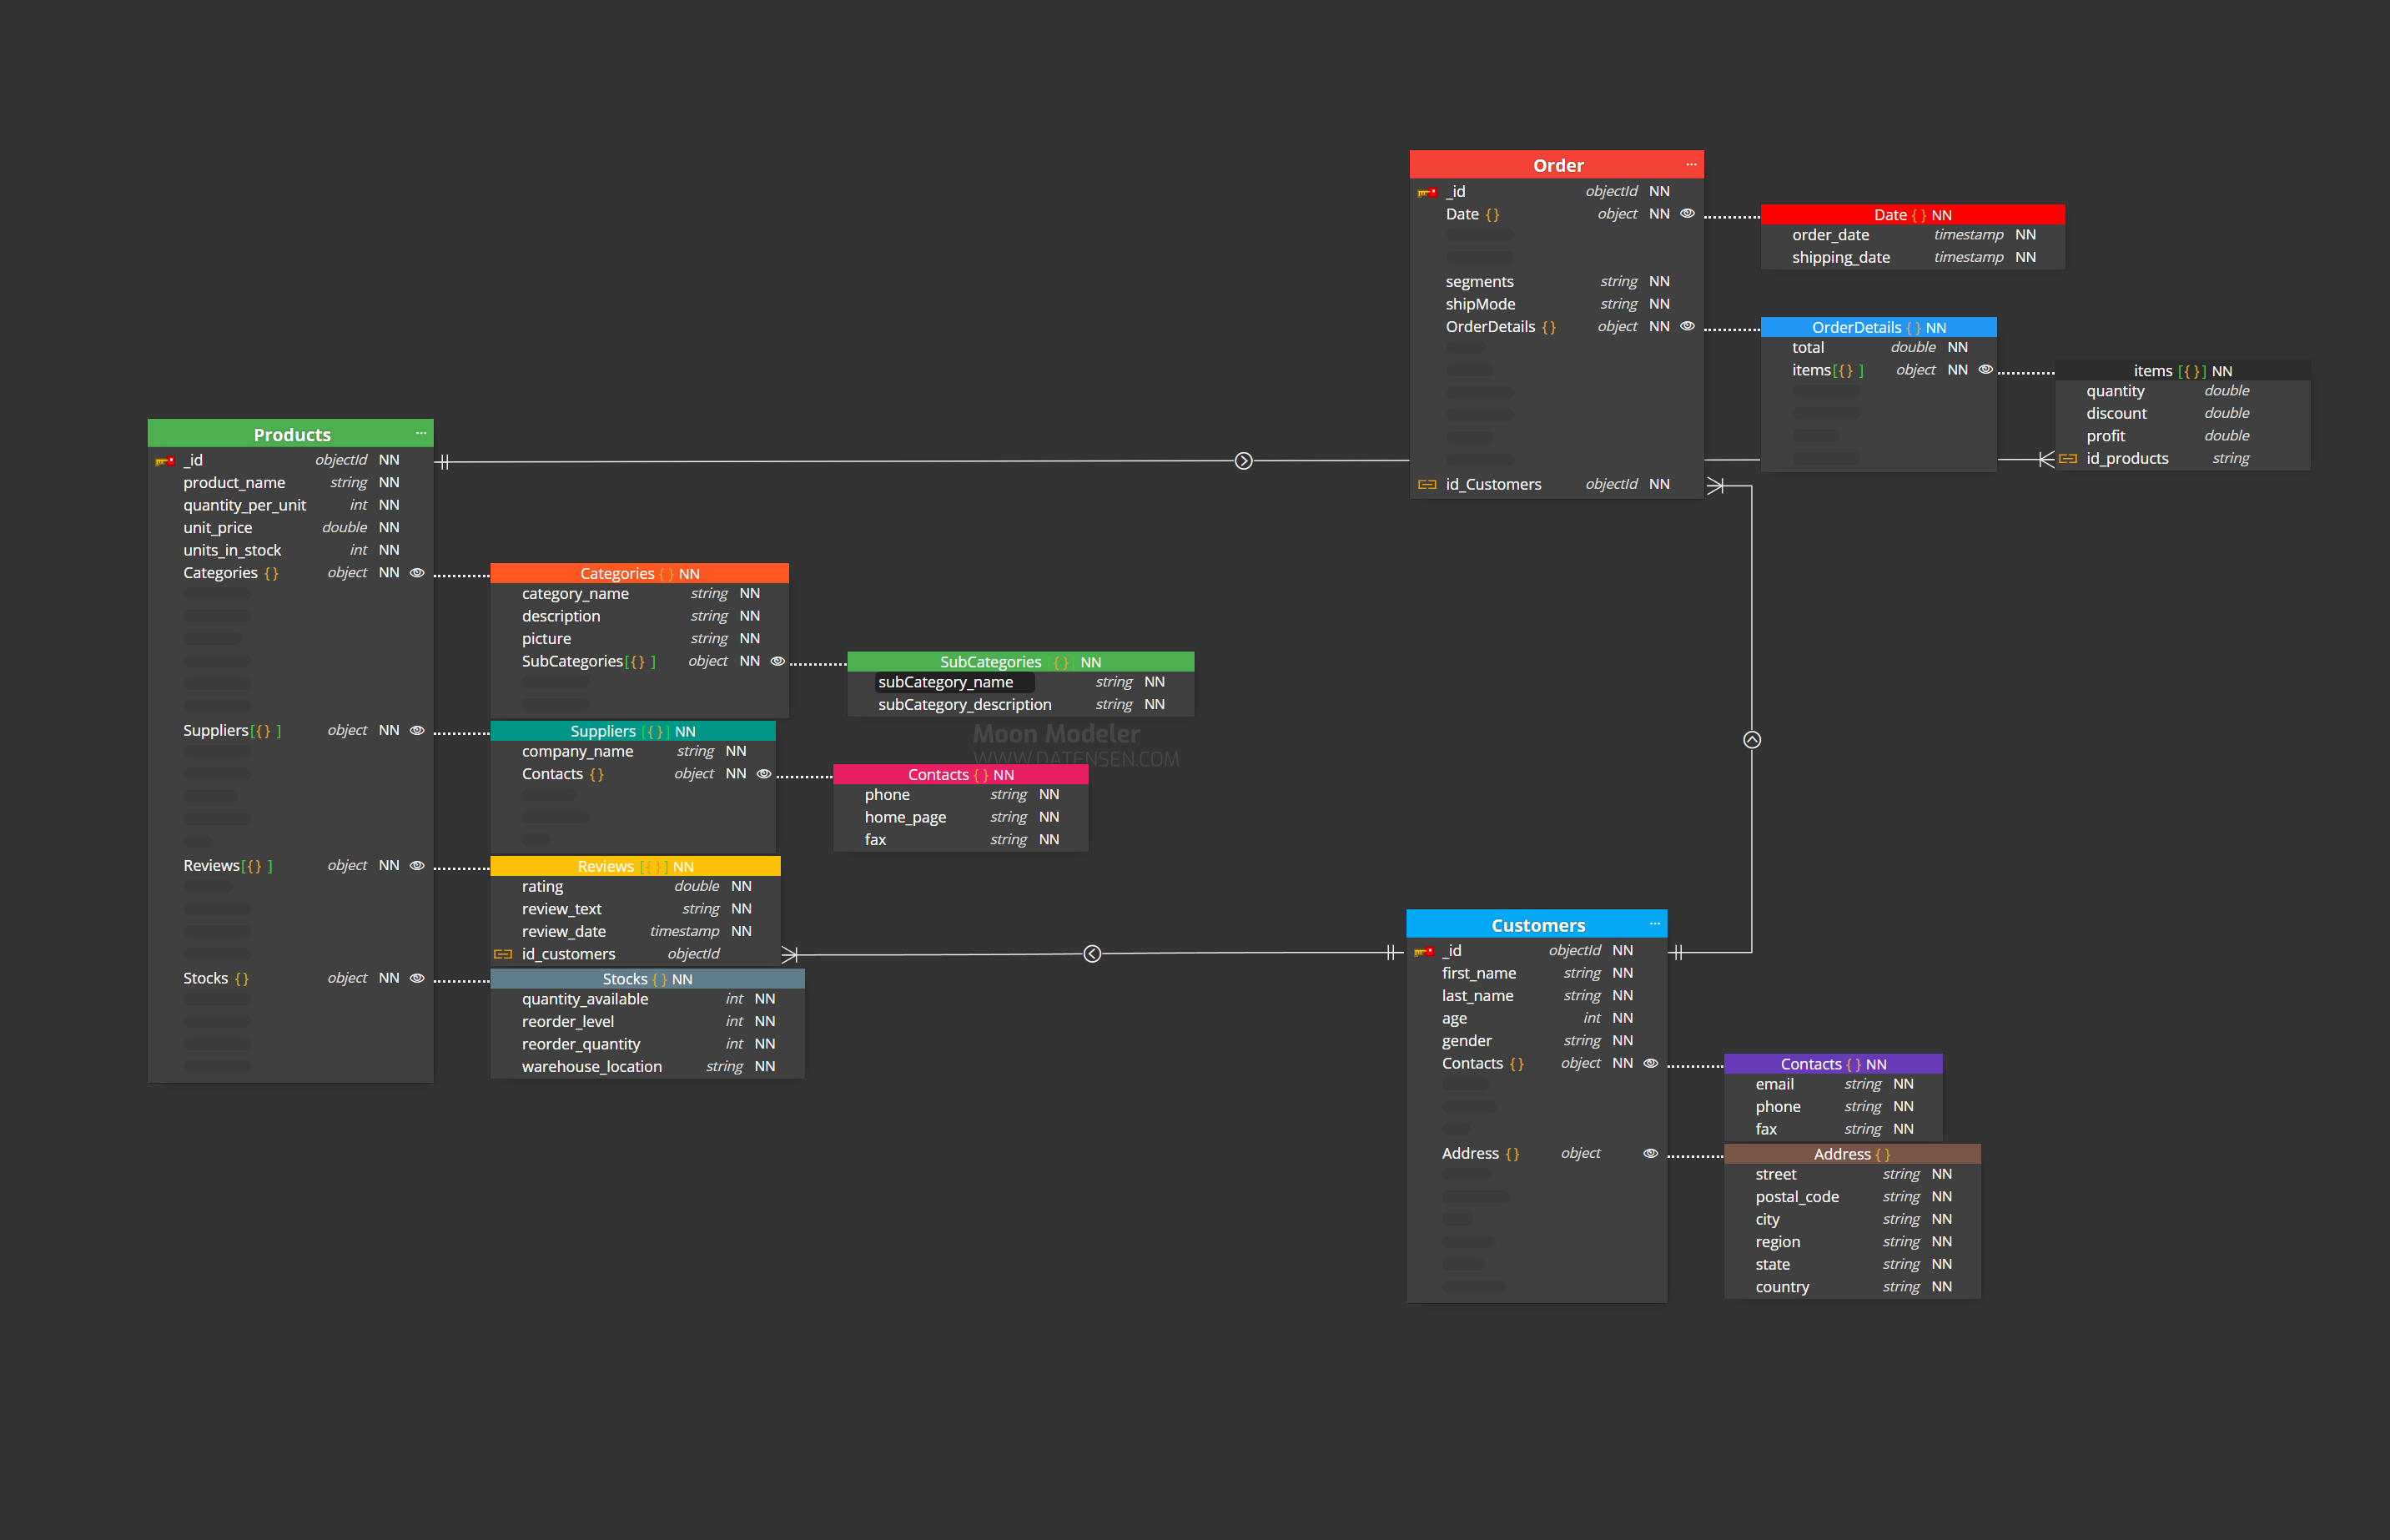 Order ...
_id objectId NN
Date {} object NN
segments string NN
shipMode string NN
OrderDetails {} object NN
id_Customers objectId NN
Date { } NN
order_date timestamp NN
shipping_date timestamp NN
OrderDetails { } NN
total double NN
items[{} ] object NN
items [{ }] NN
quantity double
discount double
profit double
id_products string
Products ...
_id objectId NN
product_name string NN
quantity_per_unit int NN
unit_price double NN
units_in_stock int NN
Categories {} object NN
Suppliers[{} ] object NN
Reviews[{} ] object NN
Stocks {} object NN
Categories { } NN
category_name string NN
description string NN
picture string NN
SubCategories[{} ] object NN
SubCategories [{ }] NN
subCategory_name string NN
subCategory_description string NN
Moon Modeler
WWW.DATENSEN.COM
Suppliers [{ }] NN
company_name string NN
Contacts {} object NN
Contacts { } NN
phone string NN
home_page string NN
fax string NN
Reviews [{ }] NN
rating double NN
review_text string NN
review_date timestamp NN
id_customers objectId
Stocks { } NN
quantity_available int NN
reorder_level int NN
reorder_quantity int NN
warehouse_location string NN
Customers ...
_id objectId NN
first_name string NN
last_name string NN
age int NN
gender string NN
Contacts {} object NN
Address {} object
Contacts { } NN
email string NN
phone string NN
fax string NN
Address { }
street string NN
postal_code string NN
city string NN
region string NN
state string NN
country string NN